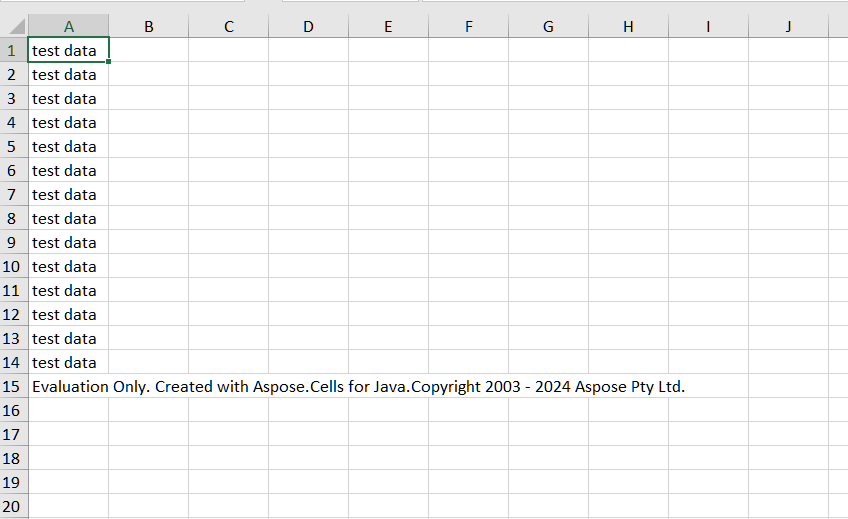 A B C D E F G H I J
1 test data
2 test data
3 test data
4 test data
5 test data
6 test data
7 test data
8 test data
9 test data
10 test data
11 test data
12 test data
13 test data
14 test data
15 Evaluation Only. Created with Aspose.Cells for Java.Copyright 2003 - 2024 Aspose Pty Ltd.
16
17
18
19
20